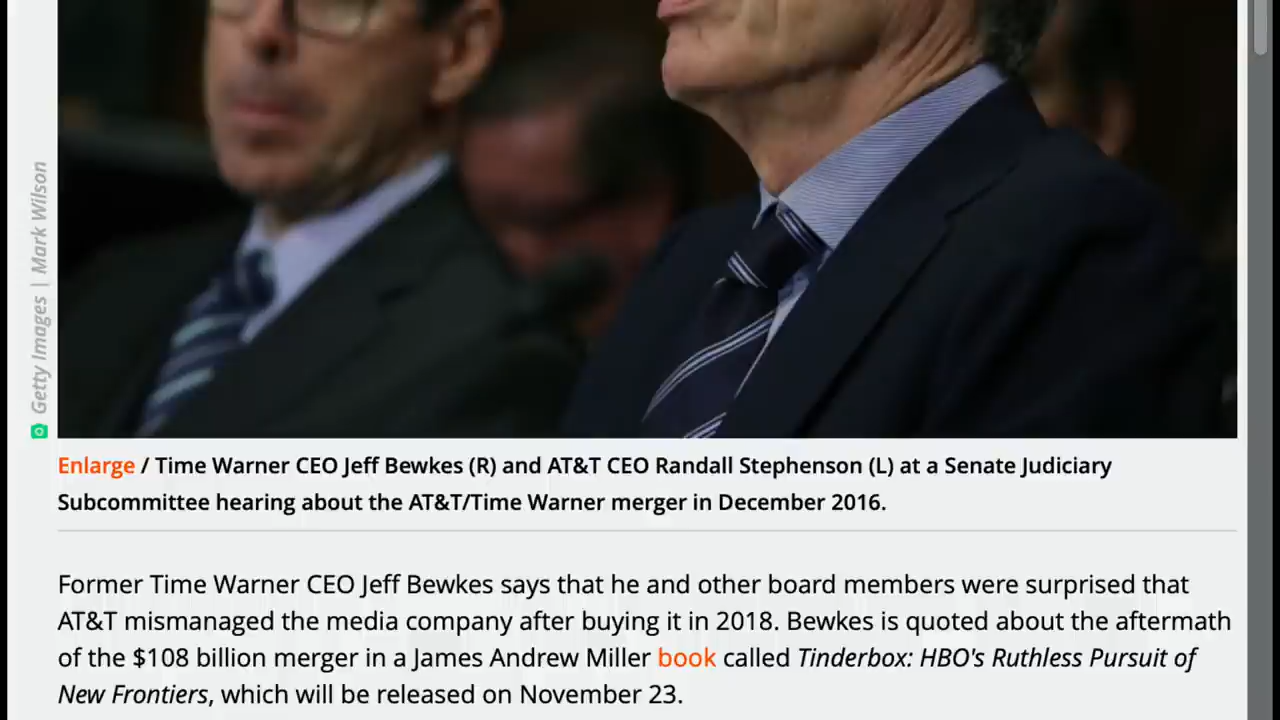 Getty Images | Mark Wilson
Enlarge / Time Warner CEO Jeff Bewkes (R) and AT&T CEO Randall Stephenson (L) at a Senate Judiciary
Subcommittee hearing about the AT&T/Time Warner merger in December 2016.
Former Time Warner CEO Jeff Bewkes says that he and other board members were surprised that
AT&T mismanaged the media company after buying it in 2018. Bewkes is quoted about the aftermath
of the $108 billion merger in a James Andrew Miller book called Tinderbox: HBO's Ruthless Pursuit of
New Frontiers, which will be released on November 23.